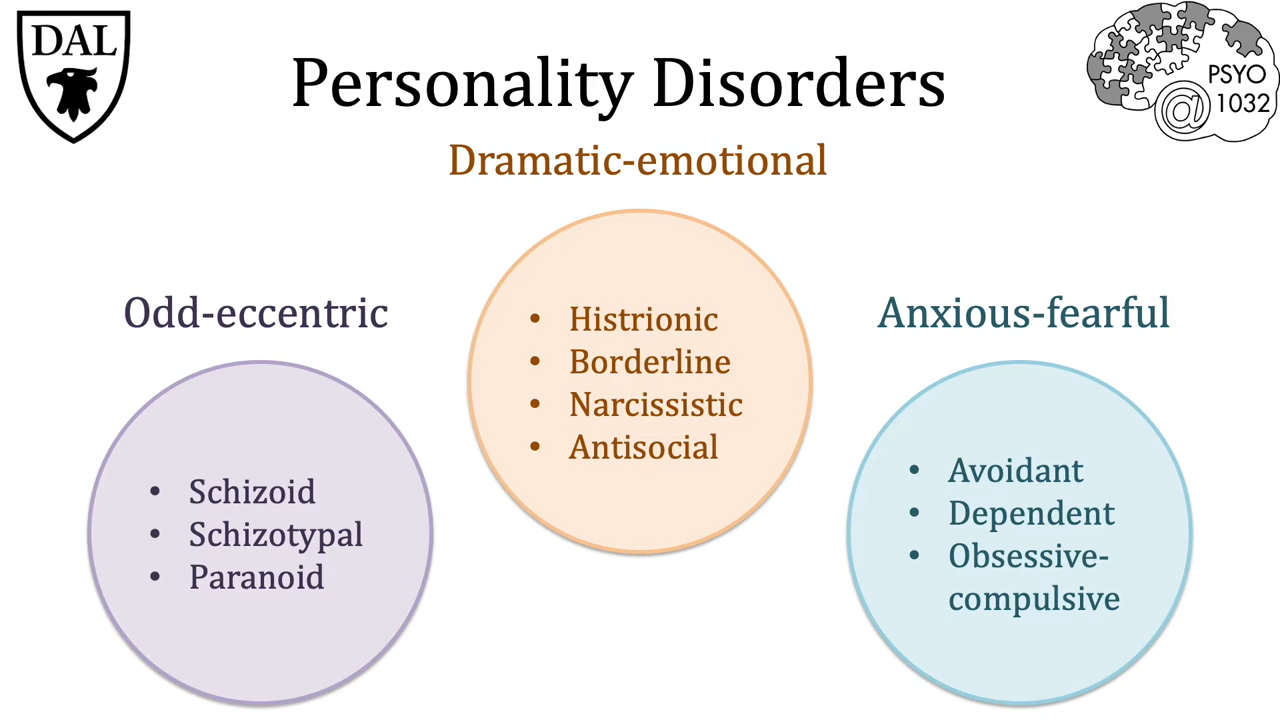 DAL
Personality Disorders
PSYO
@ 1032
Dramatic-emotional
Odd-eccentric
• Schizoid
• Schizotypal
• Paranoid
• Histrionic
• Borderline
• Narcissistic
• Antisocial
Anxious-fearful
• Avoidant
• Dependent
• Obsessive-
compulsive